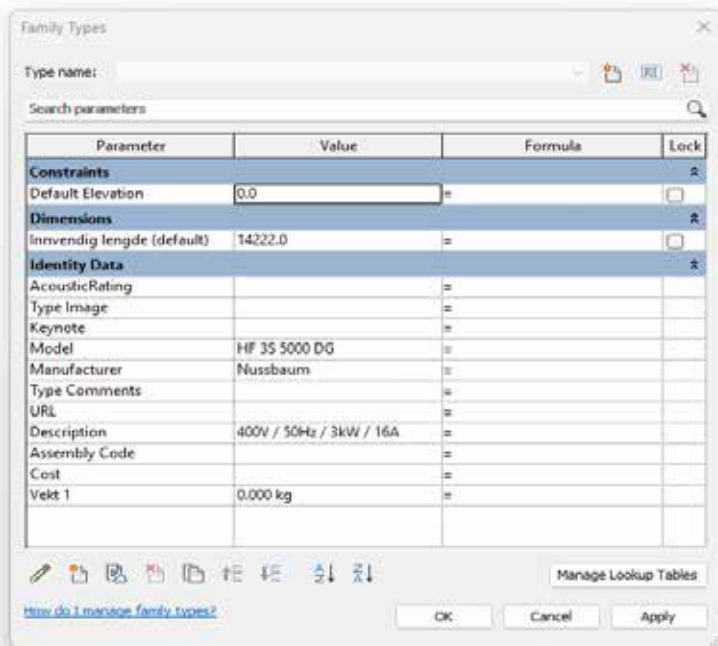 Family Types
Type name:
Search parameters
Parameter Value Formula Lock
Constraints
Default Elevation 0.0 =
Dimensions
Innvendig lengde (default) 14222.0 =
Identity Data
AcousticRating =
Type Image =
Keynote =
Model HF 3S 5000 DG =
Manufacturer Nussbaum =
Type Comments =
URL =
Description 400V / 50Hz / 3kW / 16A =
Assembly Code =
Cost =
Vekt 1 0.000 kg =
Manage Lookup Tables
How do I manage family types?
OK Cancel Apply